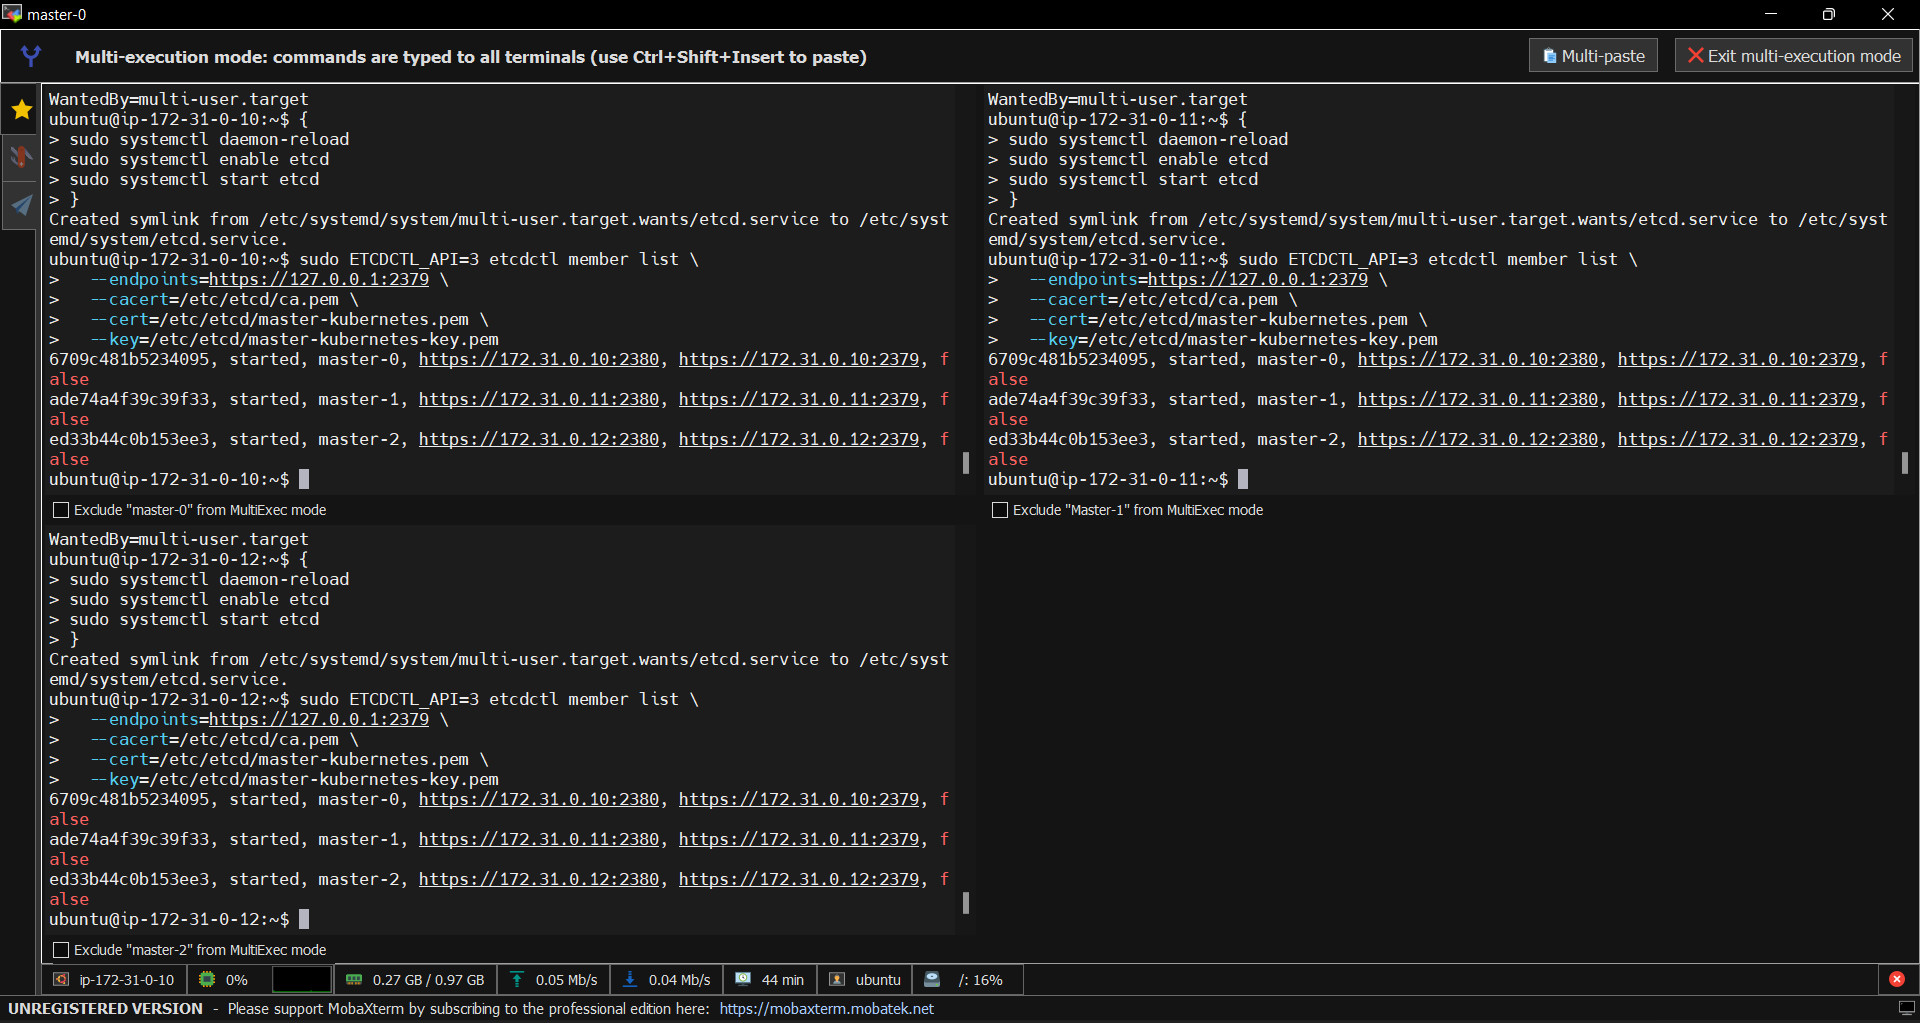 master-0
Multi-execution mode: commands are typed to all terminals (use Ctrl+Shift+Insert to paste)
Multi-paste
Exit multi-execution mode
WantedBy=multi-user.target
ubuntu@ip-172-31-0-10:~$ {
> sudo systemctl daemon-reload
> sudo systemctl enable etcd
> sudo systemctl start etcd
> }
Created symlink from /etc/systemd/system/multi-user.target.wants/etcd.service to /etc/syst
emd/system/etcd.service.
ubuntu@ip-172-31-0-10:~$ sudo ETCDCTL_API=3 etcdctl member list \
>   --endpoints=https://127.0.0.1:2379 \
>   --cacert=/etc/etcd/ca.pem \
>   --cert=/etc/etcd/master-kubernetes.pem \
>   --key=/etc/etcd/master-kubernetes-key.pem
6709c481b5234095, started, master-0, https://172.31.0.10:2380, https://172.31.0.10:2379, f
alse
ade74a4f39c39f33, started, master-1, https://172.31.0.11:2380, https://172.31.0.11:2379, f
alse
ed33b44c0b153ee3, started, master-2, https://172.31.0.12:2380, https://172.31.0.12:2379, f
alse
ubuntu@ip-172-31-0-10:~$
Exclude "master-0" from MultiExec mode
WantedBy=multi-user.target
ubuntu@ip-172-31-0-11:~$ {
> sudo systemctl daemon-reload
> sudo systemctl enable etcd
> sudo systemctl start etcd
> }
Created symlink from /etc/systemd/system/multi-user.target.wants/etcd.service to /etc/syst
emd/system/etcd.service.
ubuntu@ip-172-31-0-11:~$ sudo ETCDCTL_API=3 etcdctl member list \
>   --endpoints=https://127.0.0.1:2379 \
>   --cacert=/etc/etcd/ca.pem \
>   --cert=/etc/etcd/master-kubernetes.pem \
>   --key=/etc/etcd/master-kubernetes-key.pem
6709c481b5234095, started, master-0, https://172.31.0.10:2380, https://172.31.0.10:2379, f
alse
ade74a4f39c39f33, started, master-1, https://172.31.0.11:2380, https://172.31.0.11:2379, f
alse
ed33b44c0b153ee3, started, master-2, https://172.31.0.12:2380, https://172.31.0.12:2379, f
alse
ubuntu@ip-172-31-0-11:~$
Exclude "Master-1" from MultiExec mode
WantedBy=multi-user.target
ubuntu@ip-172-31-0-12:~$ {
> sudo systemctl daemon-reload
> sudo systemctl enable etcd
> sudo systemctl start etcd
> }
Created symlink from /etc/systemd/system/multi-user.target.wants/etcd.service to /etc/syst
emd/system/etcd.service.
ubuntu@ip-172-31-0-12:~$ sudo ETCDCTL_API=3 etcdctl member list \
>   --endpoints=https://127.0.0.1:2379 \
>   --cacert=/etc/etcd/ca.pem \
>   --cert=/etc/etcd/master-kubernetes.pem \
>   --key=/etc/etcd/master-kubernetes-key.pem
6709c481b5234095, started, master-0, https://172.31.0.10:2380, https://172.31.0.10:2379, f
alse
ade74a4f39c39f33, started, master-1, https://172.31.0.11:2380, https://172.31.0.11:2379, f
alse
ed33b44c0b153ee3, started, master-2, https://172.31.0.12:2380, https://172.31.0.12:2379, f
alse
ubuntu@ip-172-31-0-12:~$
Exclude "master-2" from MultiExec mode
ip-172-31-0-10 0% 0.27 GB / 0.97 GB 0.05 Mb/s 0.04 Mb/s 44 min ubuntu /: 16%
UNREGISTERED VERSION - Please support MobaXterm by subscribing to the professional edition here: https://mobaxterm.mobatek.net